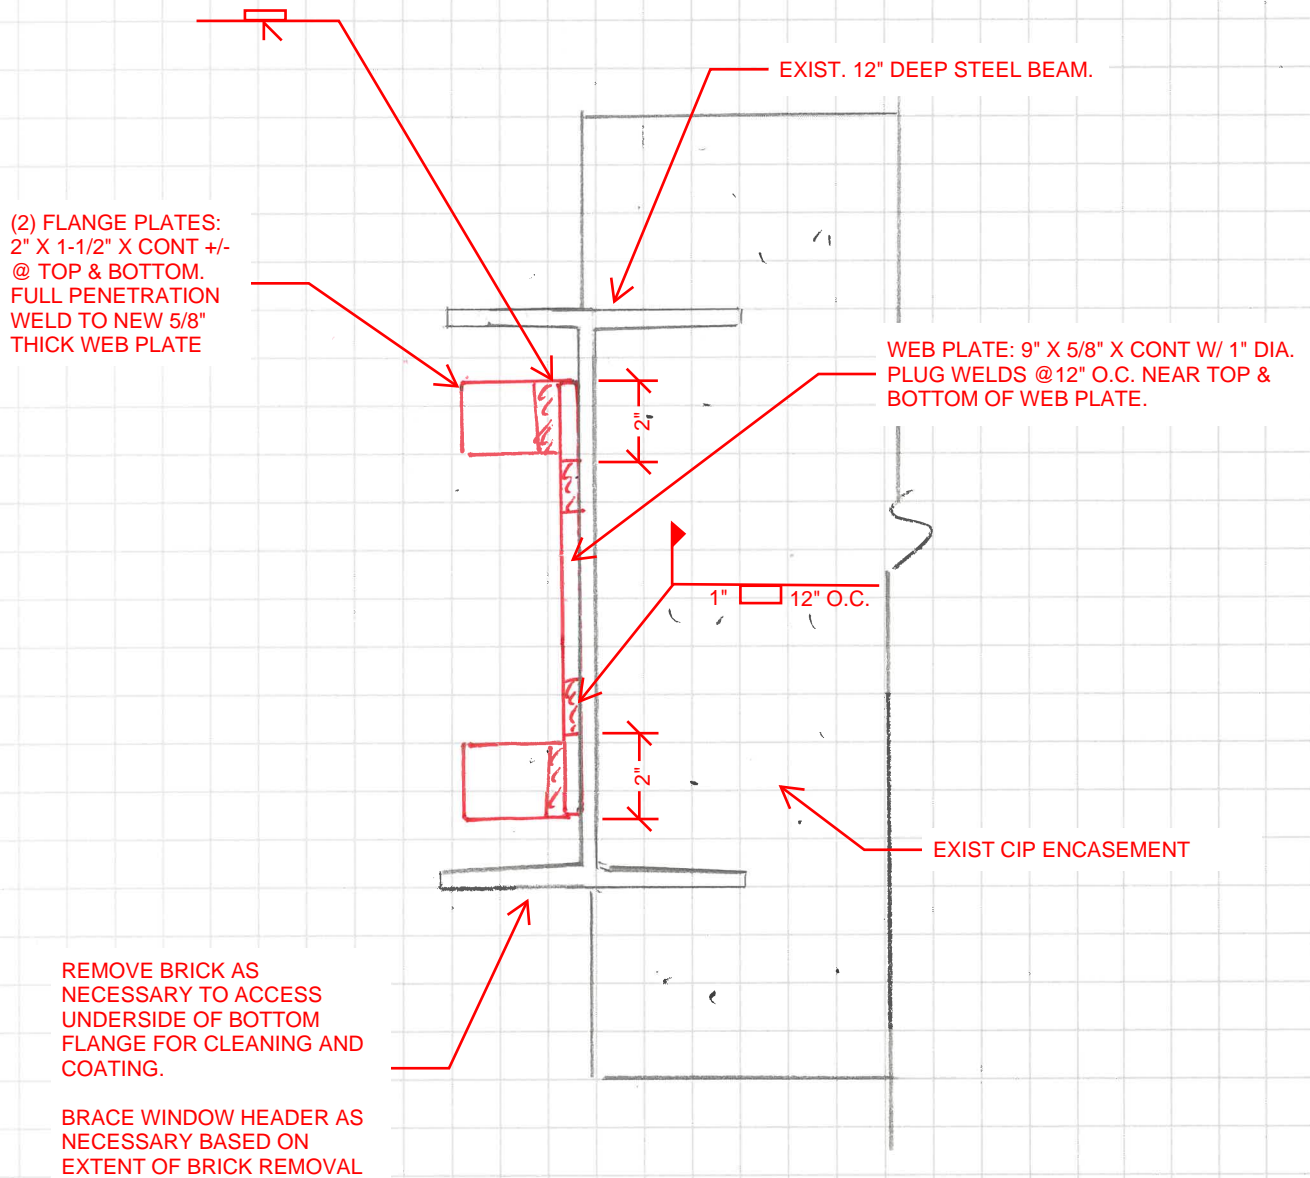 EXIST. 12" DEEP STEEL BEAM.
(2) FLANGE PLATES:
2" X 1-1/2" X CONT +/-
@ TOP & BOTTOM.
FULL PENETRATION
WELD TO NEW 5/8"
THICK WEB PLATE
WEB PLATE: 9" X 5/8" X CONT W/ 1" DIA.
PLUG WELDS @12" O.C. NEAR TOP &
BOTTOM OF WEB PLATE.
2"
1" 12" O.C.
2"
EXIST CIP ENCASEMENT
REMOVE BRICK AS
NECESSARY TO ACCESS
UNDERSIDE OF BOTTOM
FLANGE FOR CLEANING AND
COATING.
BRACE WINDOW HEADER AS
NECESSARY BASED ON
EXTENT OF BRICK REMOVAL